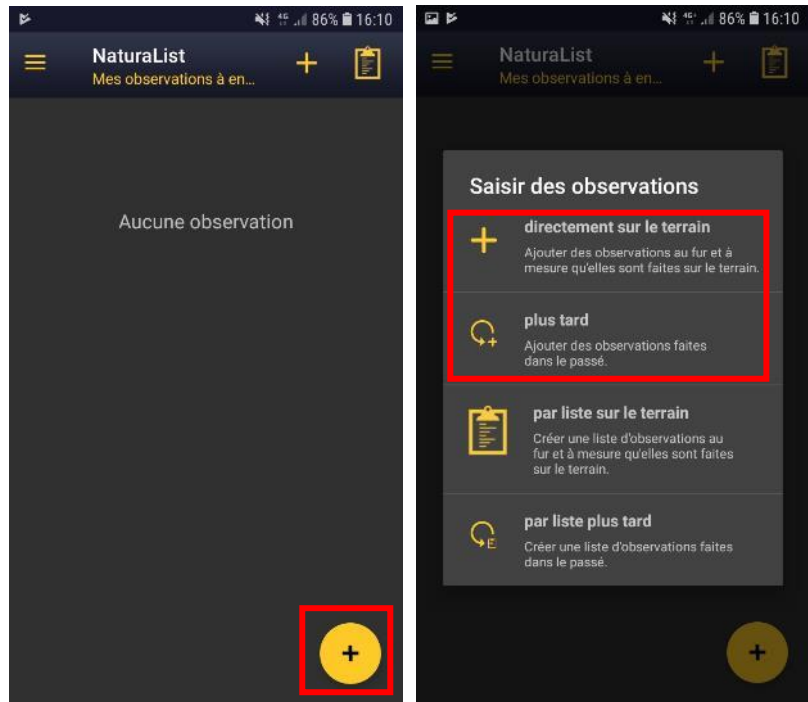 4G 86% 16:10
NaturaList
Mes observations à en...
Aucune observation
+
4G 86% 16:10
NaturaList
Mes observations à en...
Saisir des observations
directement sur le terrain
Ajouter des observations au fur et à
mesure qu'elles sont faites sur le terrain.
plus tard
Ajouter des observations faites
dans le passé.
par liste sur le terrain
Créer une liste d'observations au
fur et à mesure qu'elles sont faites
sur le terrain.
par liste plus tard
Créer une liste d'observations faites
dans le passé.
+